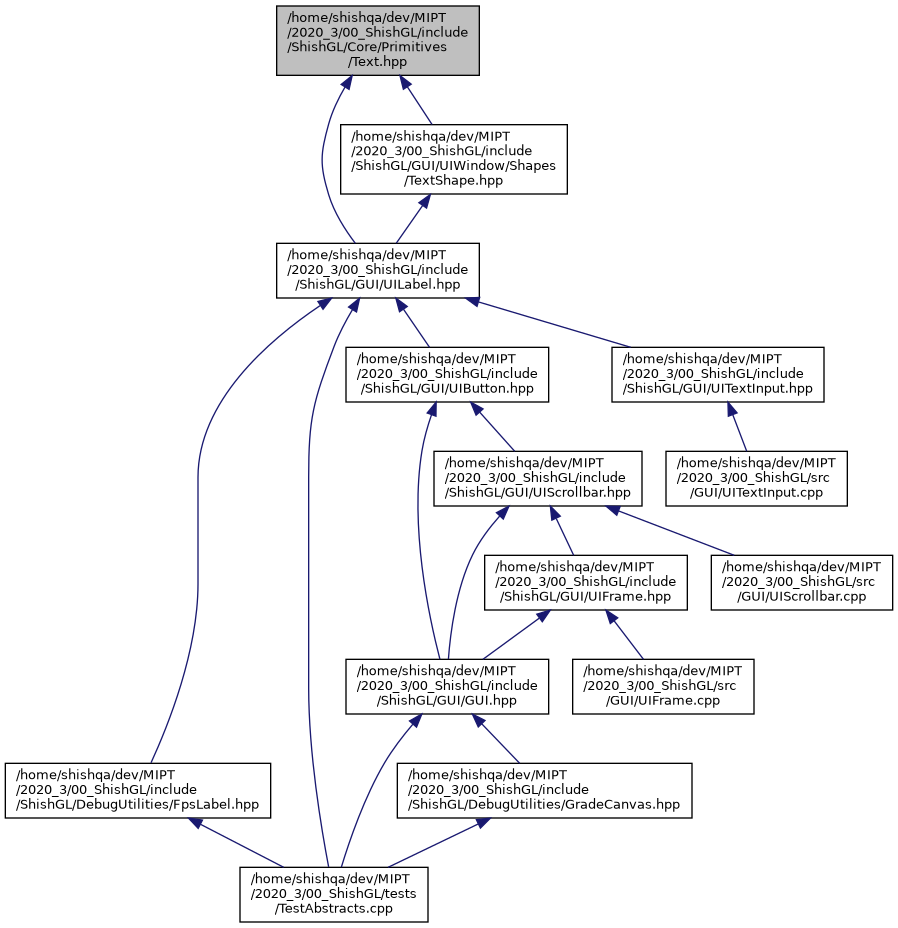 /home/shishqa/dev/MIPT
/2020_3/00_ShishGL/include
/ShishGL/Core/Primitives
/Text.hpp
/home/shishqa/dev/MIPT
/2020_3/00_ShishGL/include
/ShishGL/GUI/UIWindow/Shapes
/TextShape.hpp
/home/shishqa/dev/MIPT
/2020_3/00_ShishGL/include
/ShishGL/GUI/UILabel.hpp
/home/shishqa/dev/MIPT
/2020_3/00_ShishGL/include
/ShishGL/GUI/UIButton.hpp
/home/shishqa/dev/MIPT
/2020_3/00_ShishGL/include
/ShishGL/GUI/UITextInput.hpp
/home/shishqa/dev/MIPT
/2020_3/00_ShishGL/include
/ShishGL/GUI/UIScrollbar.hpp
/home/shishqa/dev/MIPT
/2020_3/00_ShishGL/src
/GUI/UITextInput.cpp
/home/shishqa/dev/MIPT
/2020_3/00_ShishGL/include
/ShishGL/GUI/UIFrame.hpp
/home/shishqa/dev/MIPT
/2020_3/00_ShishGL/src
/GUI/UIScrollbar.cpp
/home/shishqa/dev/MIPT
/2020_3/00_ShishGL/include
/ShishGL/GUI/GUI.hpp
/home/shishqa/dev/MIPT
/2020_3/00_ShishGL/src
/GUI/UIFrame.cpp
/home/shishqa/dev/MIPT
/2020_3/00_ShishGL/include
/ShishGL/DebugUtilities/FpsLabel.hpp
/home/shishqa/dev/MIPT
/2020_3/00_ShishGL/include
/ShishGL/DebugUtilities/GradeCanvas.hpp
/home/shishqa/dev/MIPT
/2020_3/00_ShishGL/tests
/TestAbstracts.cpp